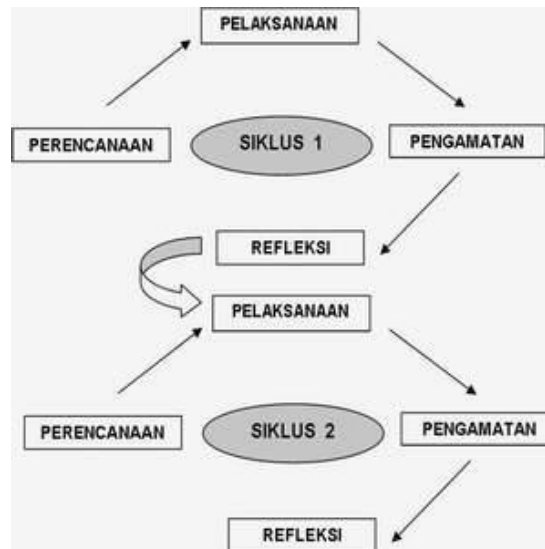 PELAKSANAAN
PERENCANAAN
SIKLUS 1
PENGAMATAN
REFLEKSI
PELAKSANAAN
PERENCANAAN
SIKLUS 2
PENGAMATAN
REFLEKSI